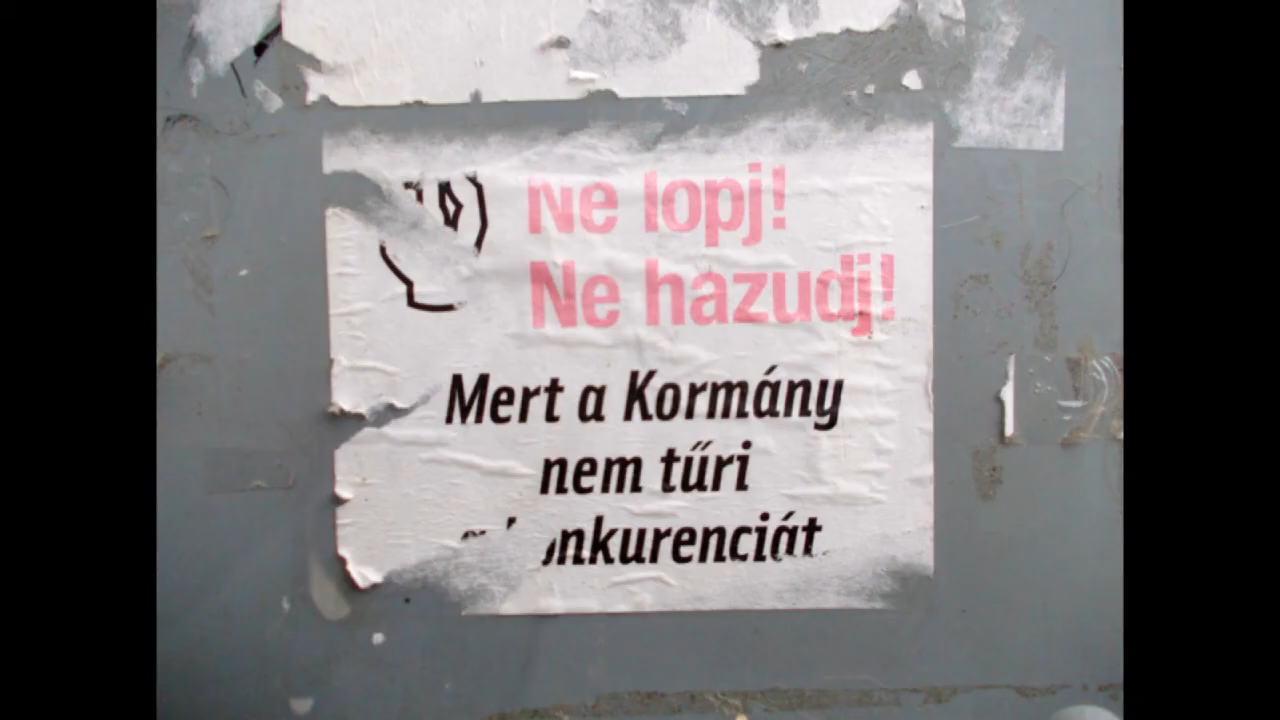 Ne lopj!
Ne hazudj!
Mert a Kormány
nem tűri
a konkurenciát